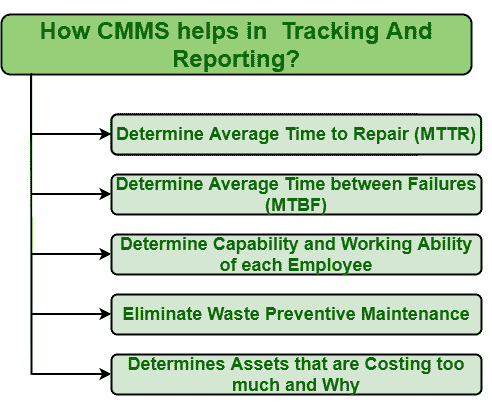 How CMMS helps in  Tracking And
Reporting?
Determine Average Time to Repair (MTTR)
Determine Average Time between Failures
(MTBF)
Determine Capability and Working Ability
of each Employee
Eliminate Waste Preventive Maintenance
Determines Assets that are Costing too
much and Why